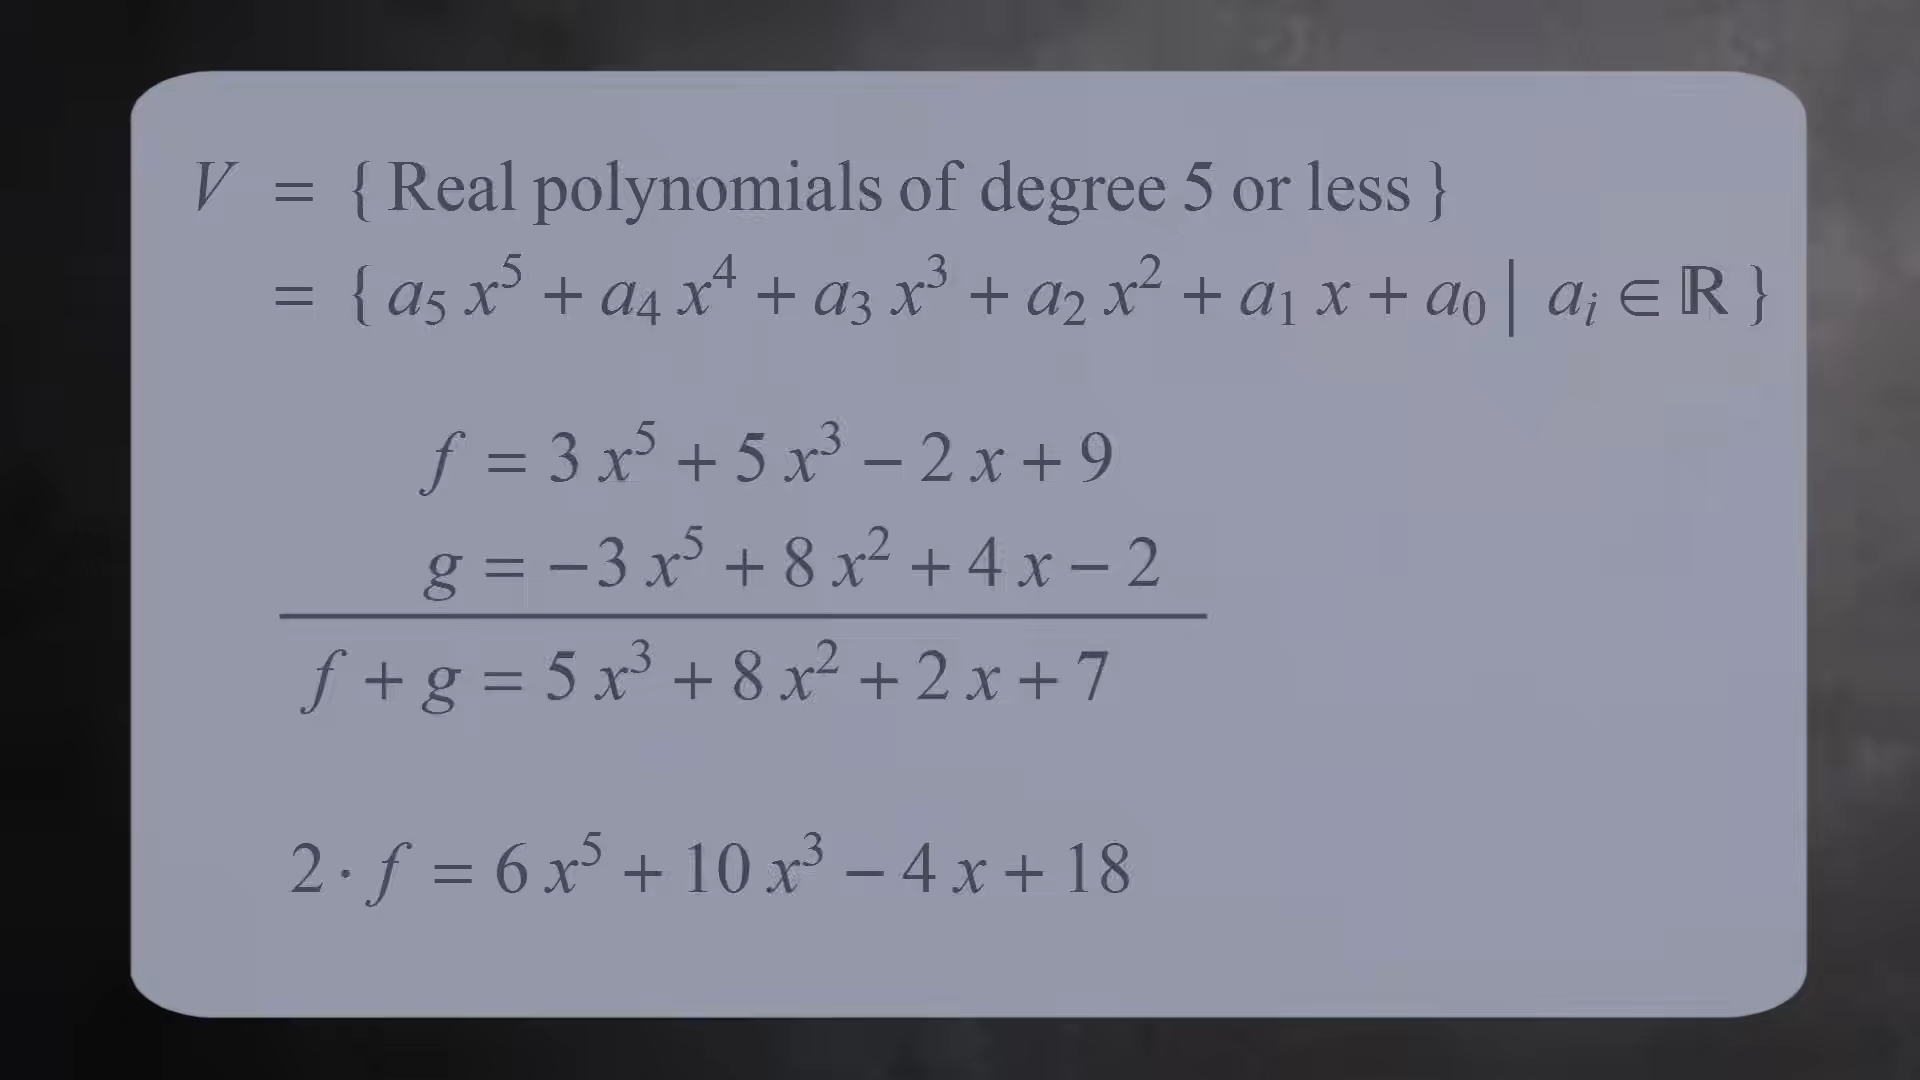 V = { Real polynomials of degree 5 or less }
= { a₅ x⁵ + a₄ x⁴ + a₃ x³ + a₂ x² + a₁ x + a₀ | aᵢ ∈ ℝ }
f = 3 x⁵ + 5 x³ − 2 x + 9
g = −3 x⁵ + 8 x² + 4 x − 2
f + g = 5 x³ + 8 x² + 2 x + 7
2 · f = 6 x⁵ + 10 x³ − 4 x + 18